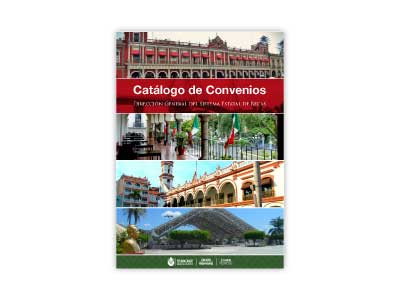 Catálogo de Convenios
Dirección General del Sistema Estatal de Becas